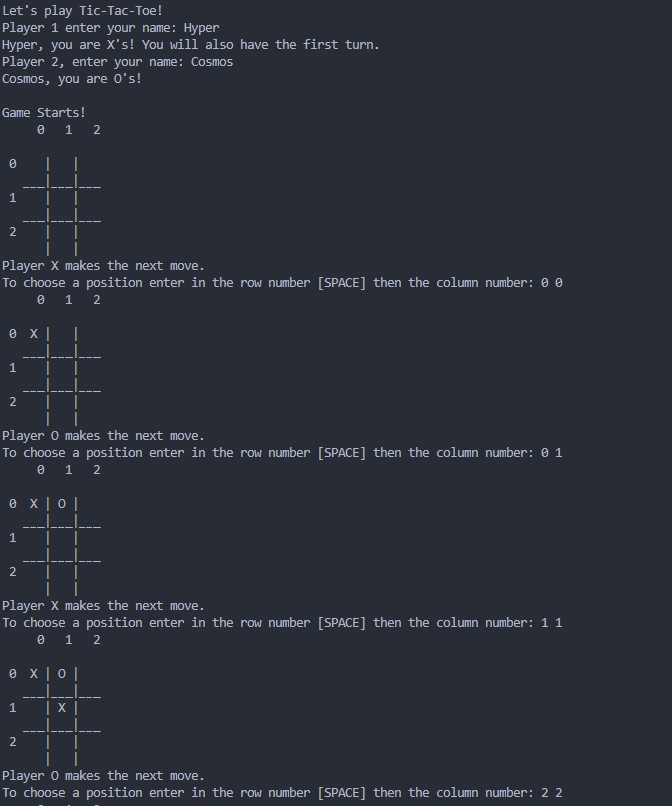 Let's play Tic-Tac-Toe!
Player 1 enter your name: Hyper
Hyper, you are X's! You will also have the first turn.
Player 2, enter your name: Cosmos
Cosmos, you are O's!

Game Starts!
     0   1   2

 0    |   |
   ___|___|___
 1    |   |
   ___|___|___
 2    |   |
      |   |
Player X makes the next move.
To choose a position enter in the row number [SPACE] then the column number: 0 0
     0   1   2

 0  X |   |
   ___|___|___
 1    |   |
   ___|___|___
 2    |   |
      |   |
Player O makes the next move.
To choose a position enter in the row number [SPACE] then the column number: 0 1
     0   1   2

 0  X | O |
   ___|___|___
 1    |   |
   ___|___|___
 2    |   |
      |   |
Player X makes the next move.
To choose a position enter in the row number [SPACE] then the column number: 1 1
     0   1   2

 0  X | O |
   ___|___|___
 1    | X |
   ___|___|___
 2    |   |
      |   |
Player O makes the next move.
To choose a position enter in the row number [SPACE] then the column number: 2 2